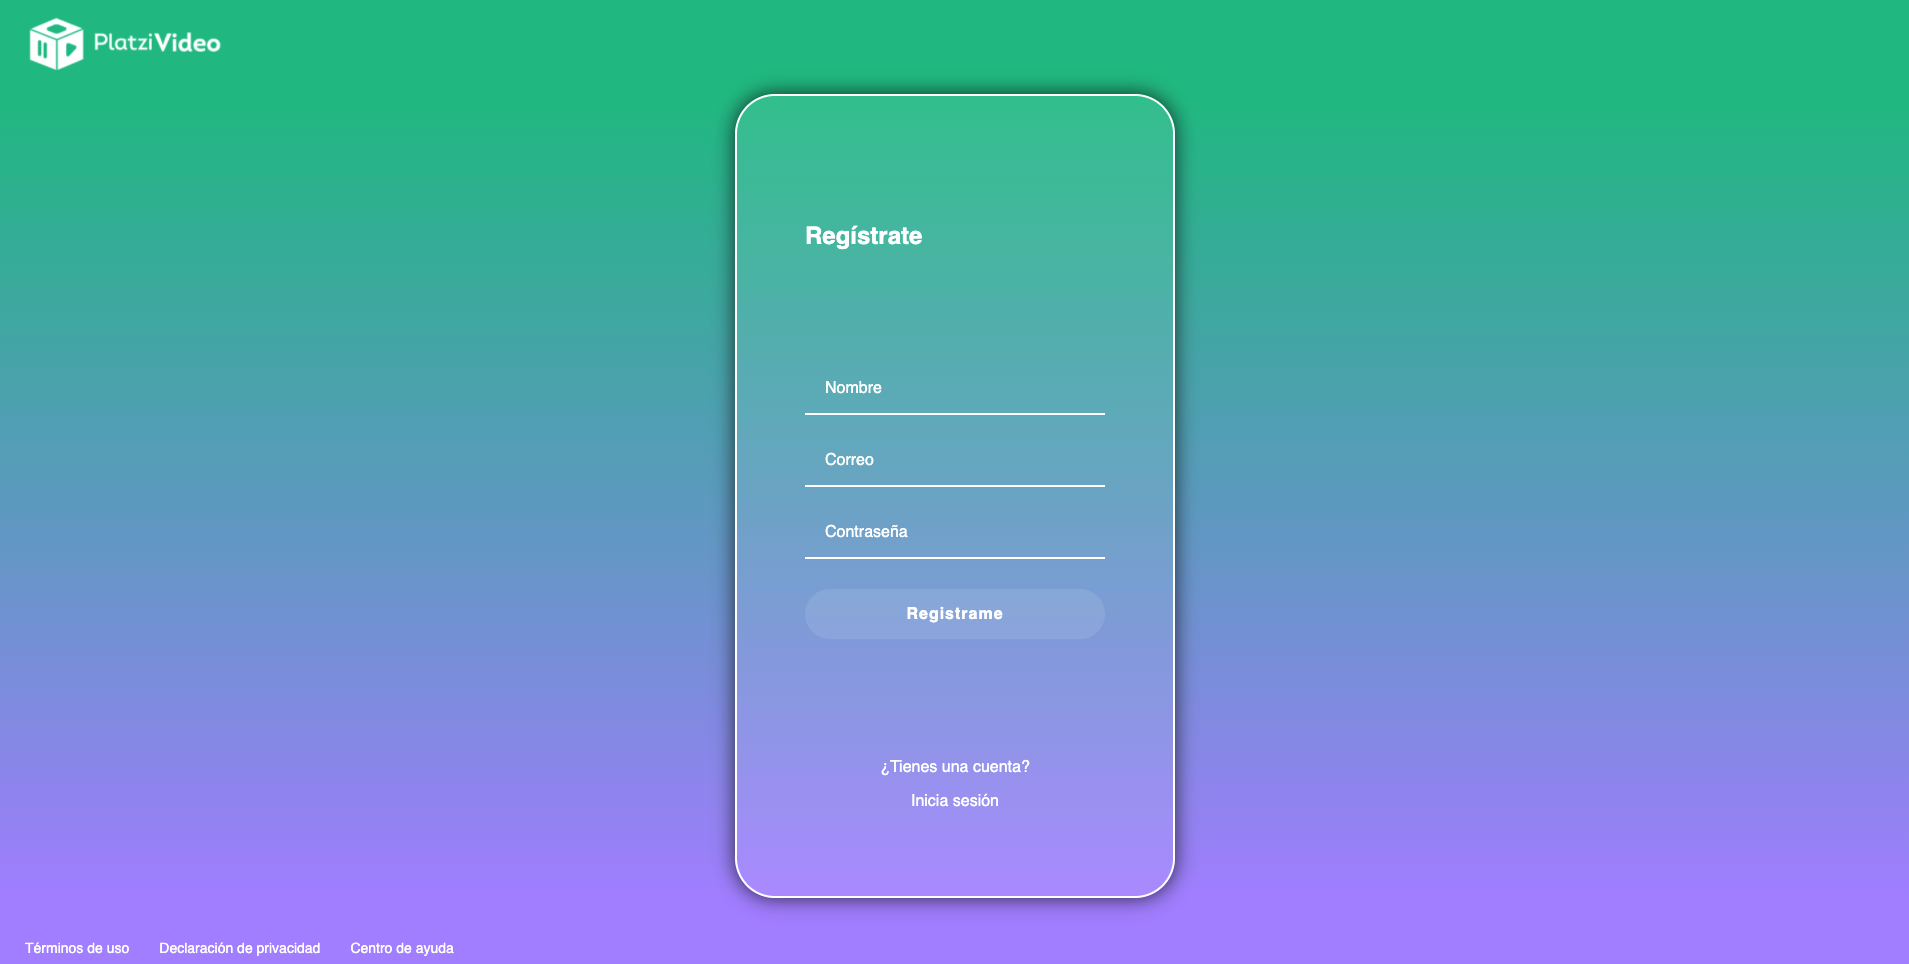 PlatziVideo
Regístrate
Nombre
Correo
Contraseña
Registrame
¿Tienes una cuenta?
Inicia sesión
Términos de uso Declaración de privacidad Centro de ayuda